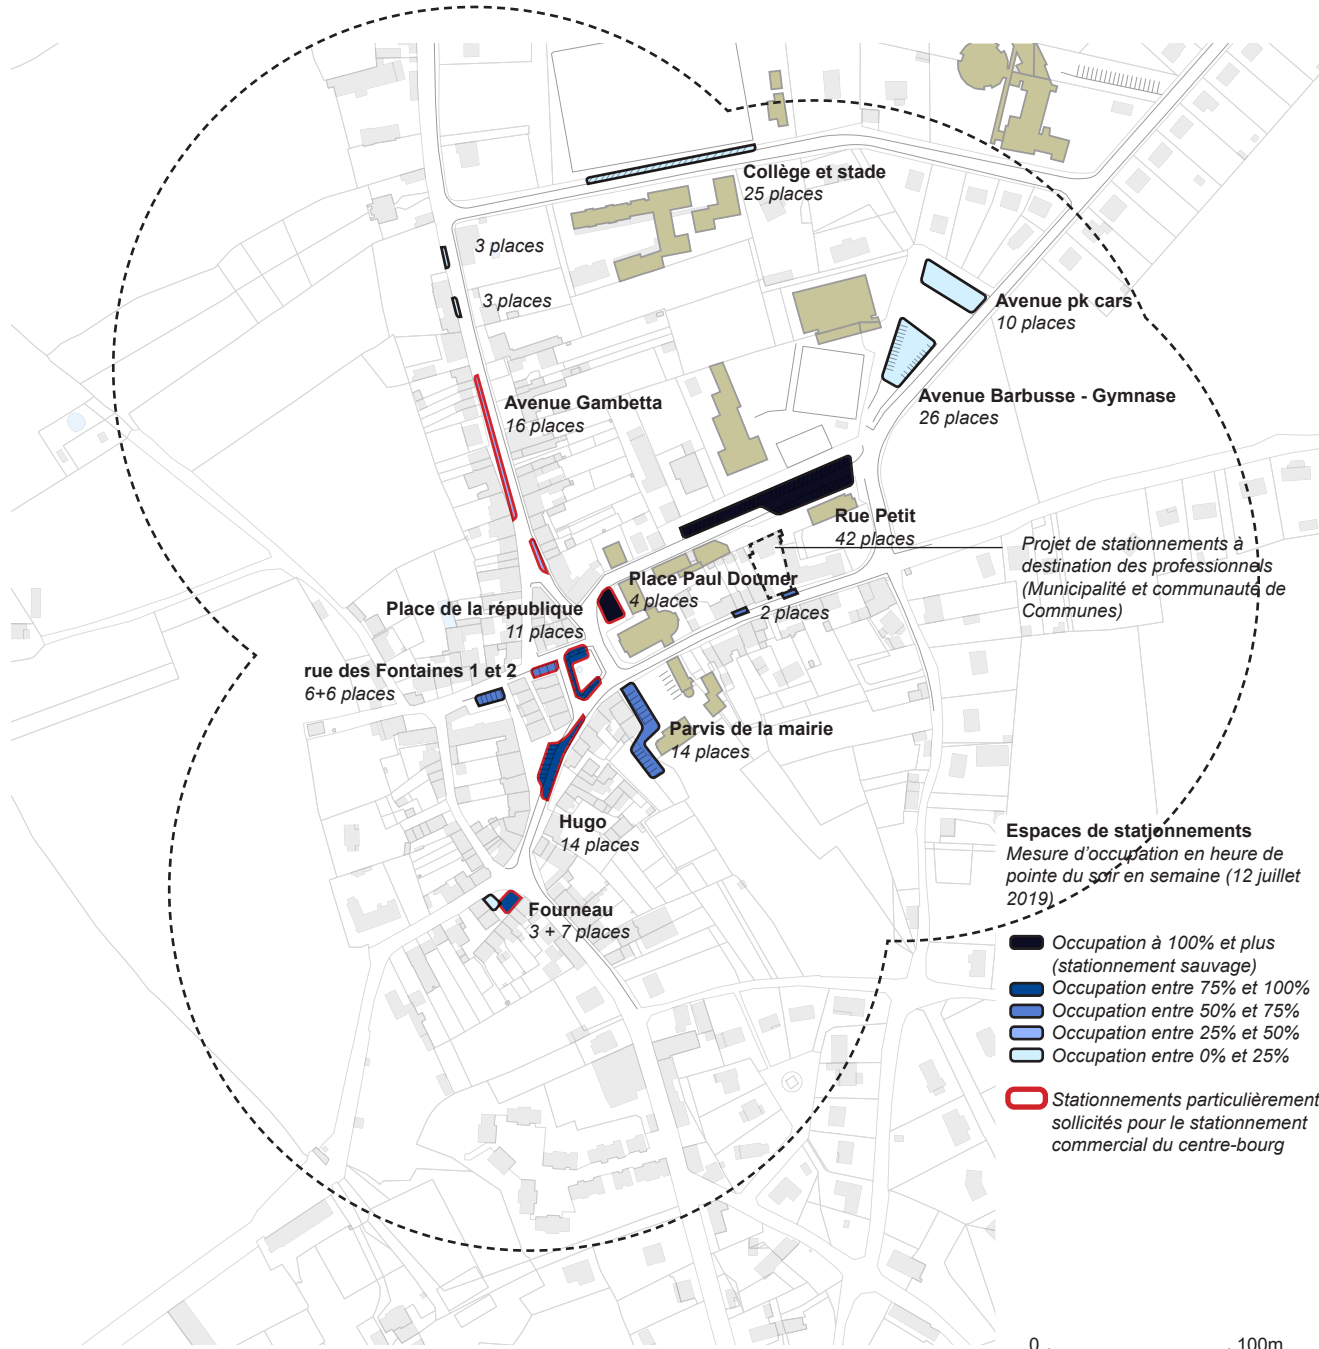 Collège et stade
25 places
3 places
3 places
Avenue pk cars
10 places
Avenue Gambetta
16 places
Avenue Barbusse - Gymnase
26 places
Rue Petit
42 places
Projet de stationnements à
destination des professionnels
(Municipalité et communauté de
Communes)
Place Paul Doumer
4 places
Place de la république
11 places
2 places
rue des Fontaines 1 et 2
6+6 places
Parvis de la mairie
14 places
Hugo
14 places
Fourneau
3 + 7 places
Espaces de stationnements
Mesure d'occupation en heure de
pointe du soir en semaine (12 juillet
2019)
Occupation à 100% et plus
(stationnement sauvage)
Occupation entre 75% et 100%
Occupation entre 50% et 75%
Occupation entre 25% et 50%
Occupation entre 0% et 25%
Stationnements particulièrement
sollicités pour le stationnement
commercial du centre-bourg
0 100m